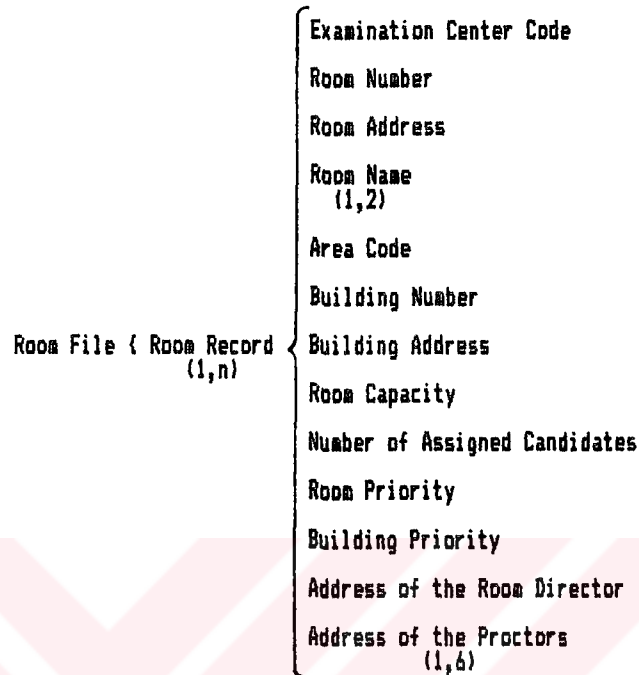 Examination Center Code
Room Number
Room Address
Room Name
(1,2)
Area Code
Building Number
Room File { Room Record { Building Address
(1,n)
Room Capacity
Number of Assigned Candidates
Room Priority
Building Priority
Address of the Room Director
Address of the Proctors
(1,6)